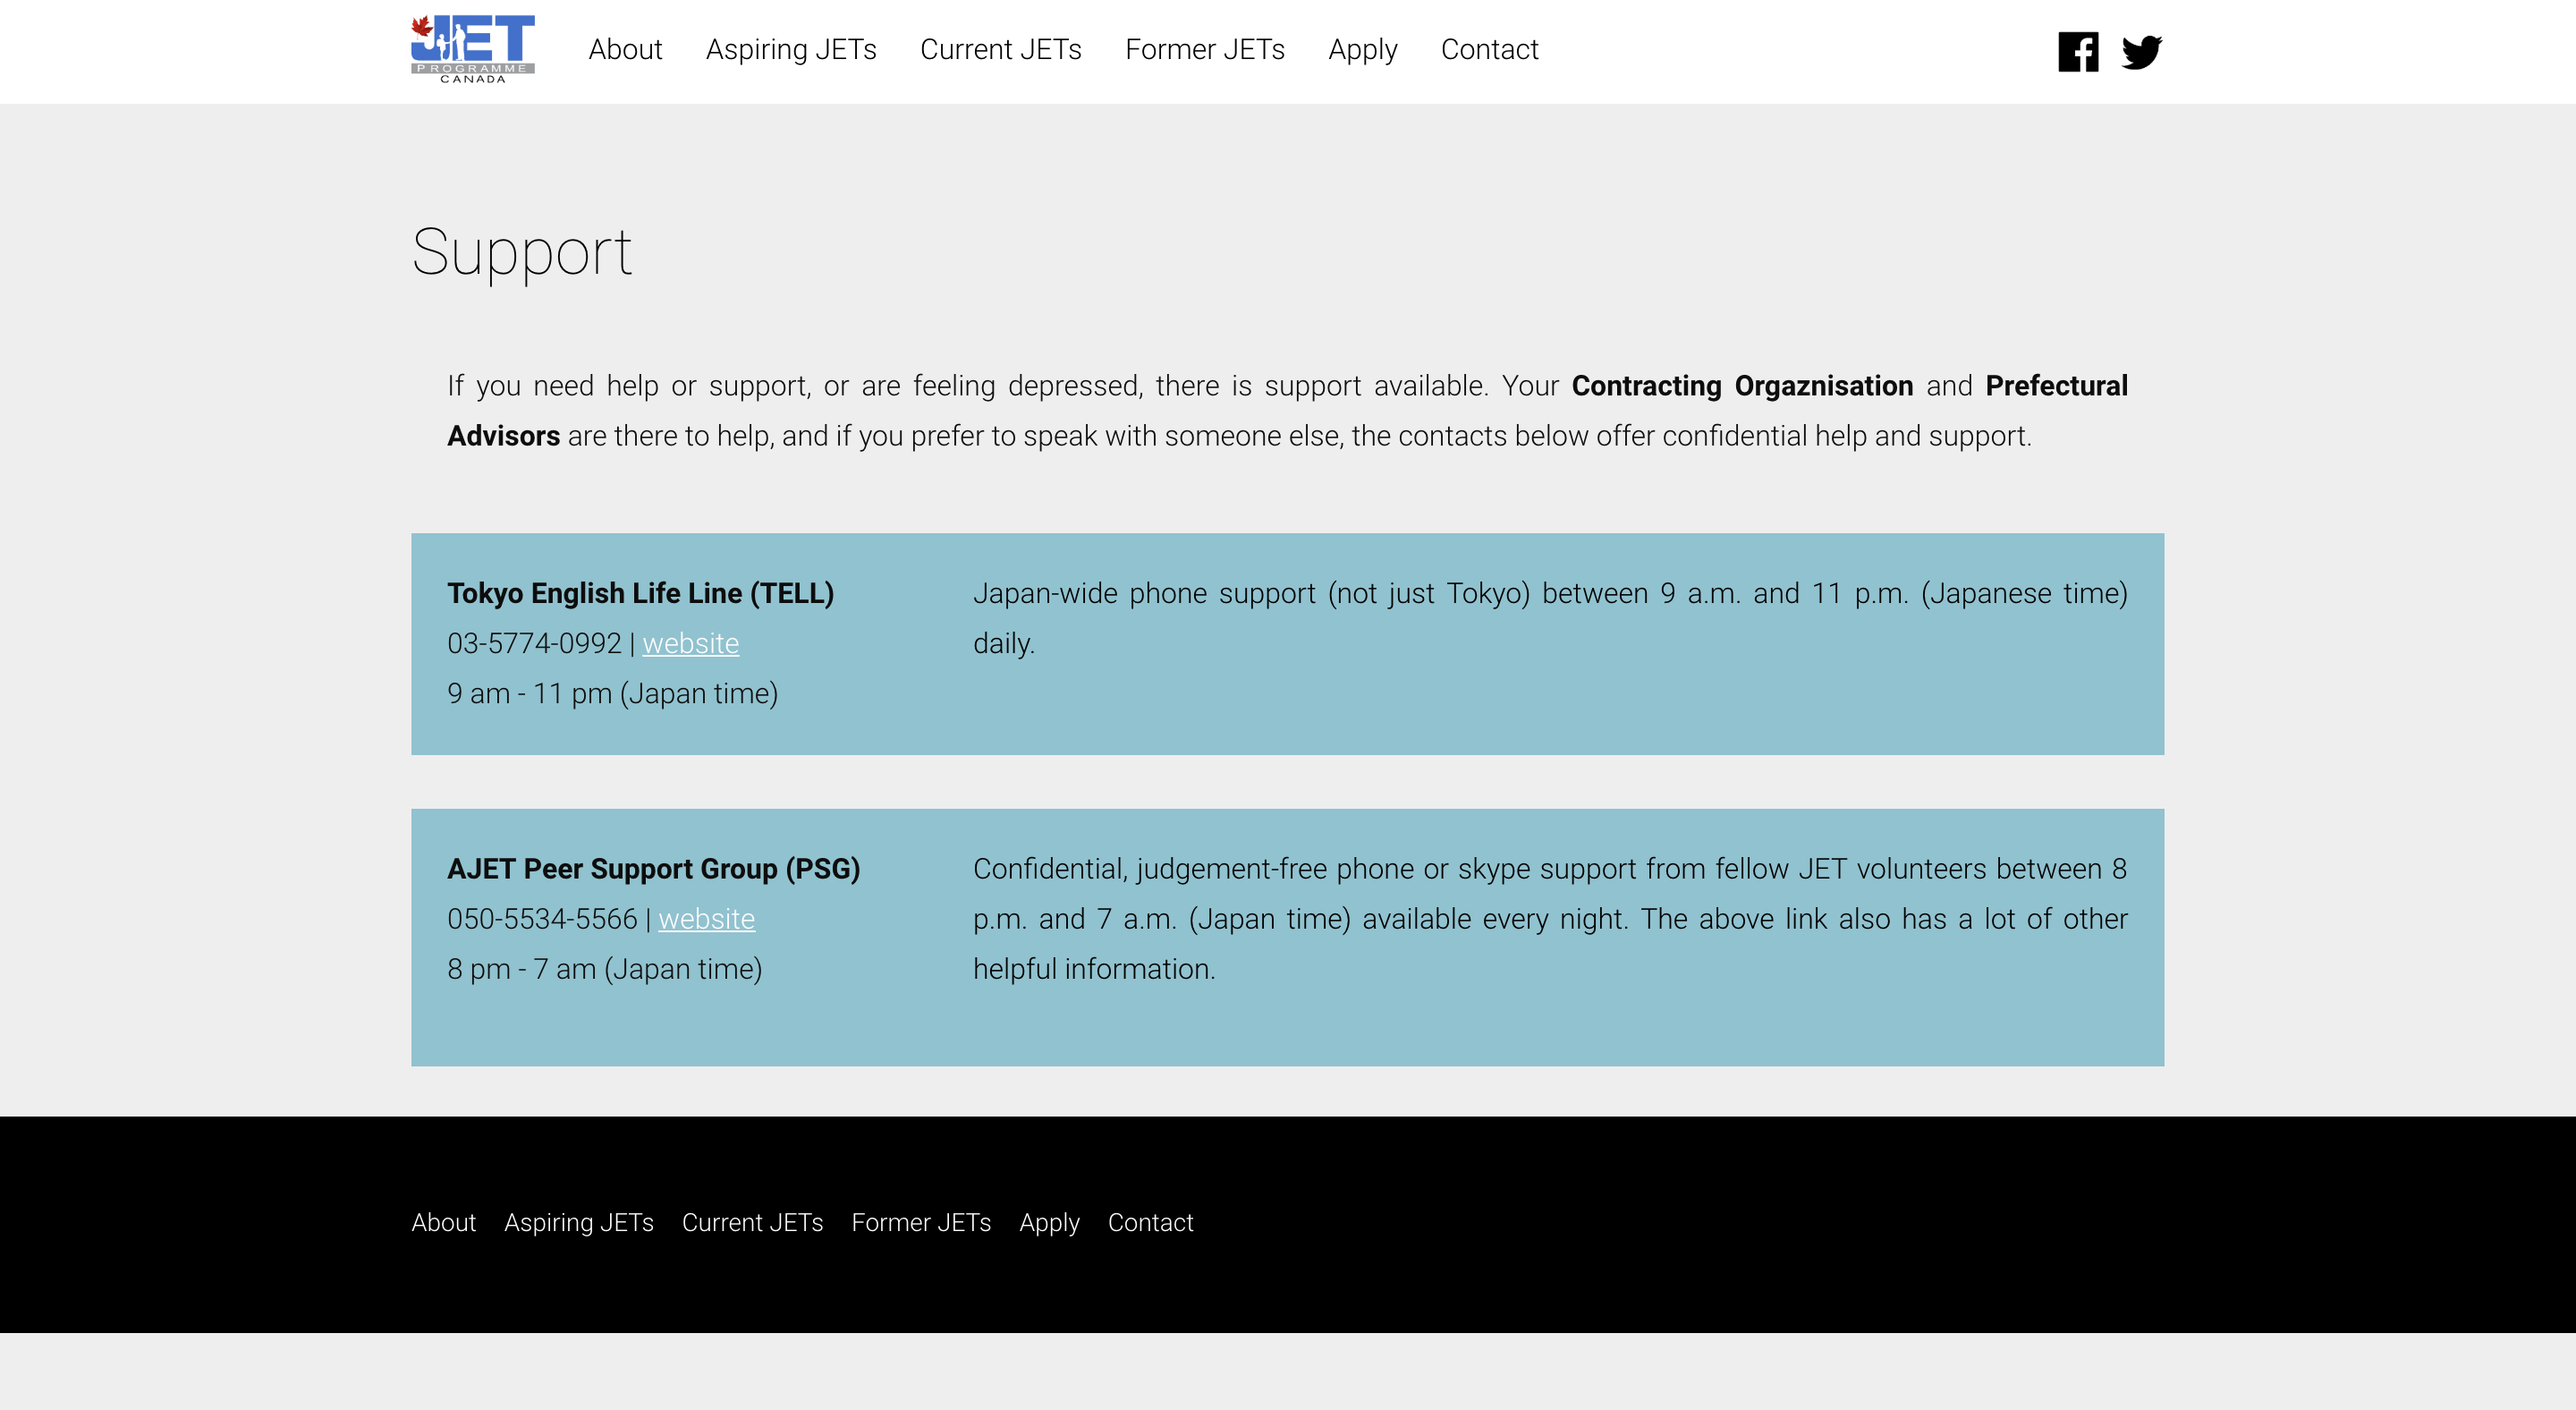 JET
PROGRAMME
CANADA
About Aspiring JETs Current JETs Former JETs Apply Contact
Support
If you need help or support, or are feeling depressed, there is support available. Your Contracting Orgaznisation and Prefectural
Advisors are there to help, and if you prefer to speak with someone else, the contacts below offer confidential help and support.
Tokyo English Life Line (TELL)
03-5774-0992 | website
9 am - 11 pm (Japan time)
Japan-wide phone support (not just Tokyo) between 9 a.m. and 11 p.m. (Japanese time)
daily.
AJET Peer Support Group (PSG)
050-5534-5566 | website
8 pm - 7 am (Japan time)
Confidential, judgement-free phone or skype support from fellow JET volunteers between 8
p.m. and 7 a.m. (Japan time) available every night. The above link also has a lot of other
helpful information.
About Aspiring JETs Current JETs Former JETs Apply Contact